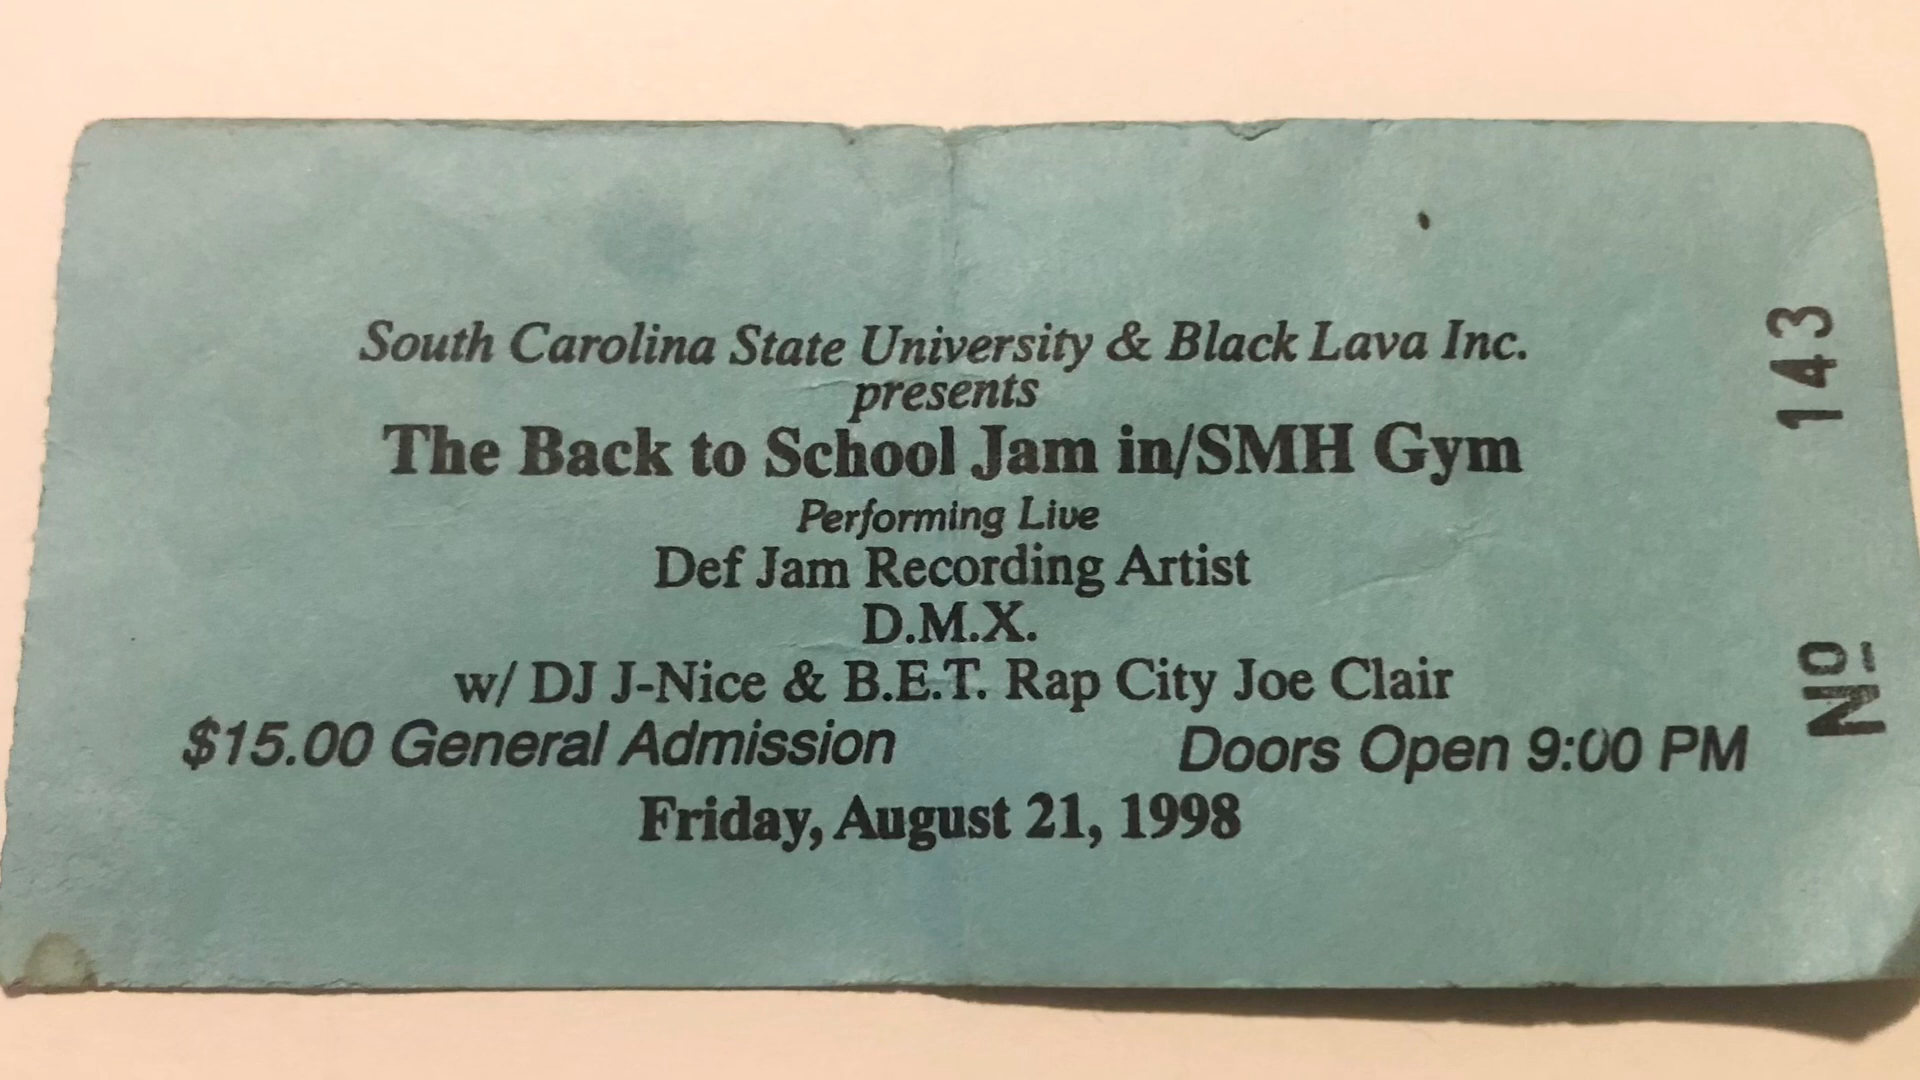 South Carolina State University & Black Lava Inc.
presents
The Back to School Jam in/SMH Gym
Performing Live
Def Jam Recording Artist
D.M.X.
w/ DJ J-Nice & B.E.T. Rap City Joe Clair
$15.00 General Admission
Doors Open 9:00 PM
Friday, August 21, 1998
Nº 143